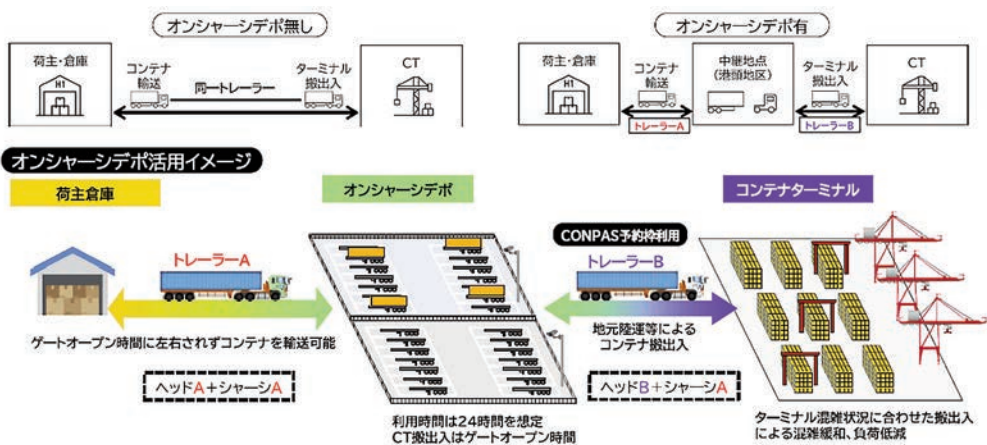 オンシャーシデポ無し
荷主・倉庫
H1
コンテナ
輸送
同一トレーラー
ターミナル
搬出入
CT
オンシャーシデポ有
荷主・倉庫
H1
コンテナ
輸送
トレーラーA
中継地点
(港頭地区)
ターミナル
搬出入
トレーラーB
CT
オンシャーシデポ活用イメージ
荷主倉庫
オンシャーシデポ
コンテナターミナル
トレーラーA
ゲートオープン時間に左右されずコンテナを輸送可能
ヘッドA+シャーシA
利用時間は24時間を想定
CT搬出入はゲートオープン時間
CONPAS予約枠利用
トレーラーB
地元陸運等による
コンテナ搬出入
ヘッドB+シャーシA
ターミナル混雑状況に合わせた搬出入
による混雑緩和、負荷低減